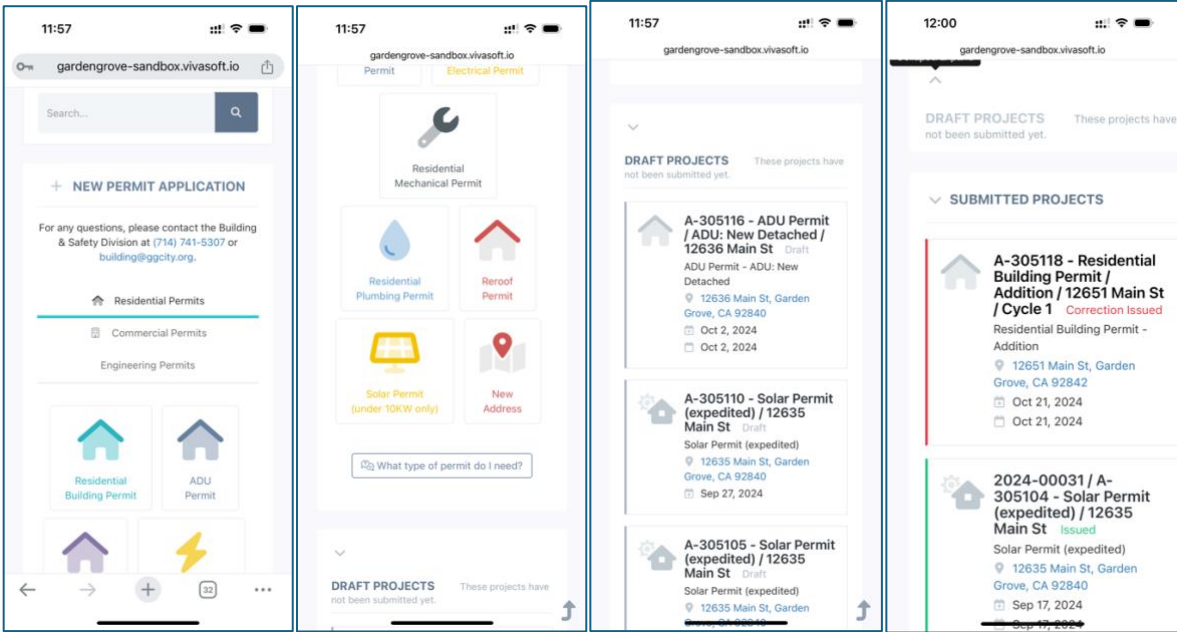 11:57
gardengrove-sandbox.vivasoft.io
Search...
+ NEW PERMIT APPLICATION
For any questions, please contact the Building
& Safety Division at (714) 741-5307 or
building@ggcity.org.
Residential Permits
Commercial Permits
Engineering Permits
Residential
Building Permit
ADU
Permit
32
11:57
gardengrove-sandbox.vivasoft.io
Permit
Electrical Permit
Residential
Mechanical Permit
Residential
Plumbing Permit
Reroof
Permit
Solar Permit
(under 10KW only)
New
Address
What type of permit do I need?
DRAFT PROJECTS These projects have
not been submitted yet.
11:57
gardengrove-sandbox.vivasoft.io
DRAFT PROJECTS These projects have
not been submitted yet.
A-305116 - ADU Permit
/ ADU: New Detached /
12636 Main St Draft
ADU Permit - ADU: New
Detached
12636 Main St, Garden
Grove, CA 92840
Oct 2, 2024
Oct 2, 2024
A-305110 - Solar Permit
(expedited) / 12635
Main St Draft
Solar Permit (expedited)
12635 Main St, Garden
Grove, CA 92840
Sep 27, 2024
A-305105 - Solar Permit
(expedited) / 12635
Main St Draft
Solar Permit (expedited)
12635 Main St, Garden
Grove, CA 92840
12:00
gardengrove-sandbox.vivasoft.io
DRAFT PROJECTS These projects have
not been submitted yet.
SUBMITTED PROJECTS
A-305118 - Residential
Building Permit /
Addition / 12651 Main St
/ Cycle 1 Correction Issued
Residential Building Permit -
Addition
12651 Main St, Garden
Grove, CA 92842
Oct 21, 2024
Oct 21, 2024
2024-00031 / A-
305104 - Solar Permit
(expedited) / 12635
Main St Issued
Solar Permit (expedited)
12635 Main St, Garden
Grove, CA 92840
Sep 17, 2024
Sep 17, 2024